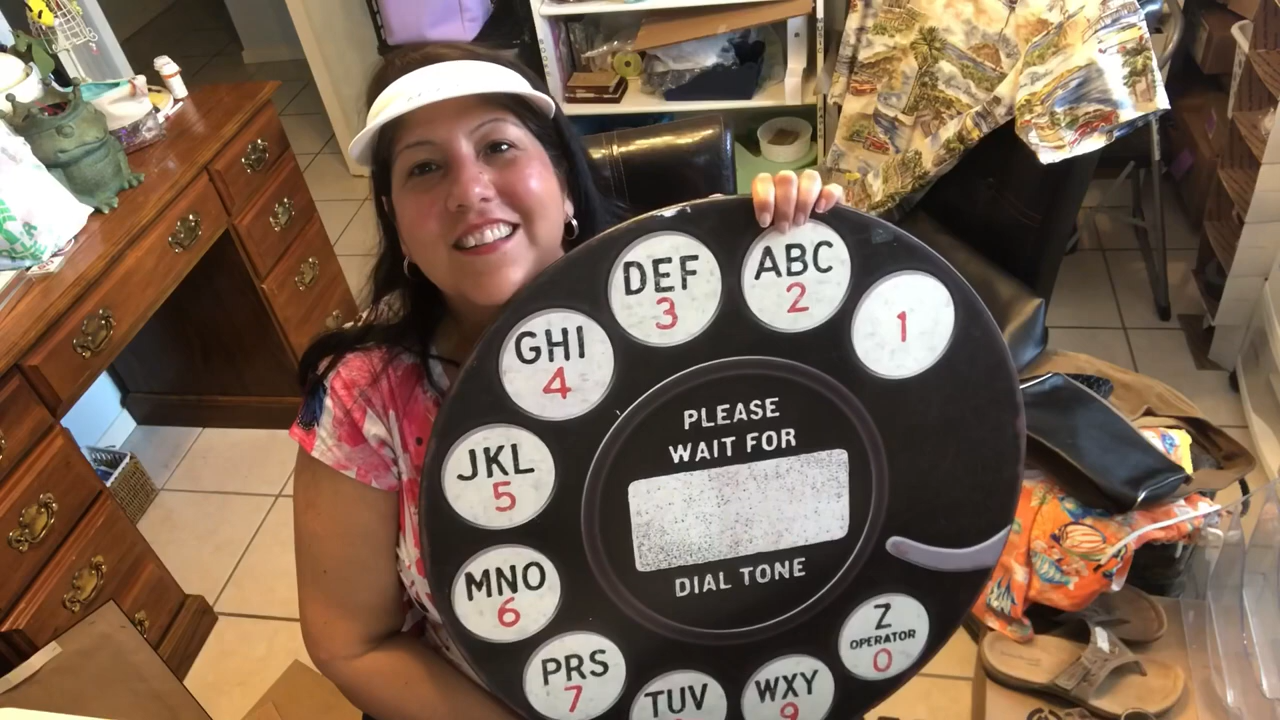 ABC
2
1
DEF
3
GHI
4
JKL
5
MNO
6
PRS
7
TUV
WXY
9
Z
OPERATOR
0
PLEASE
WAIT FOR
DIAL TONE